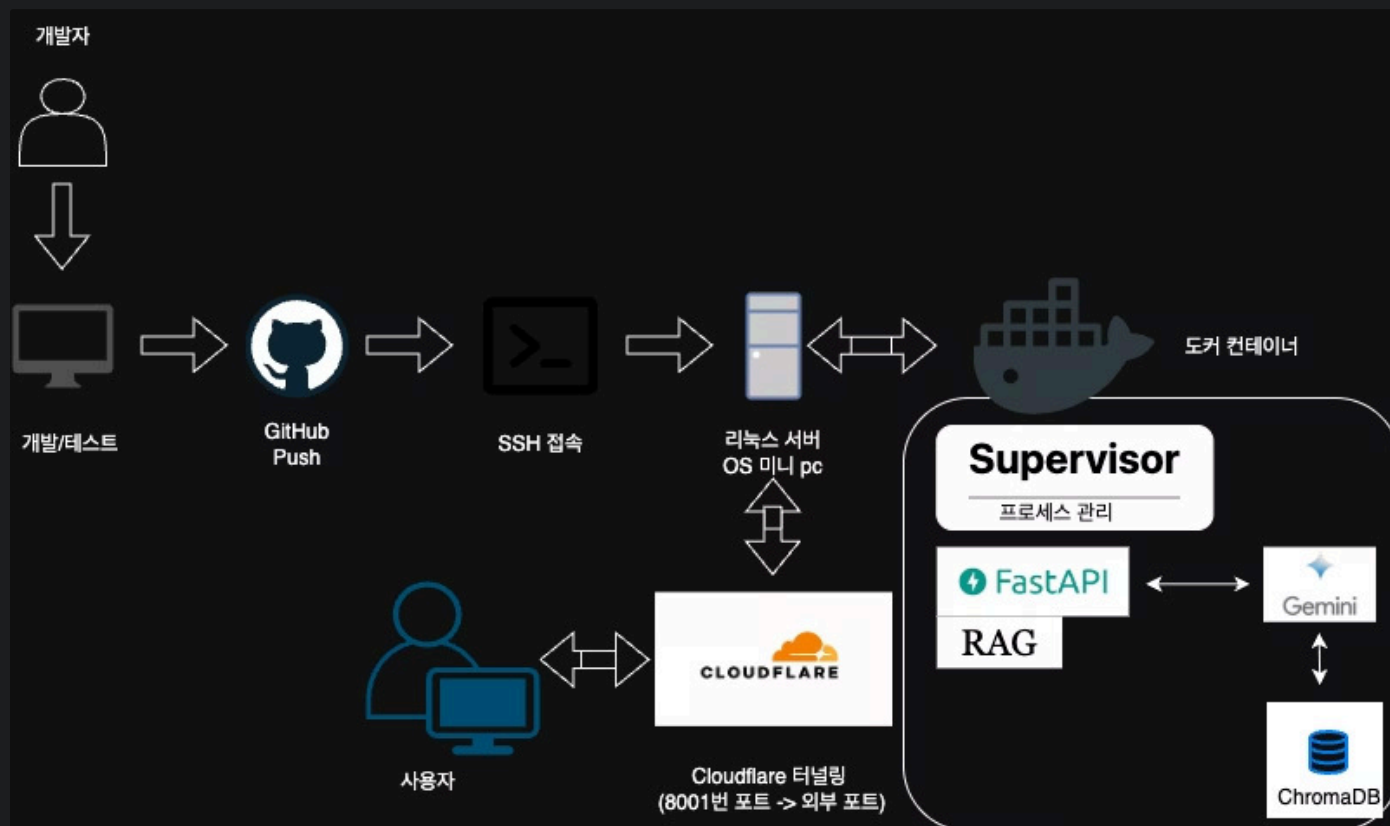 개발자
개발/테스트
GitHub
Push
SSH 접속
리눅스 서버
OS 미니 pc
도커 컨테이너
Supervisor
프로세스 관리
FastAPI
RAG
Gemini
ChromaDB
CLOUDFLARE
사용자
Cloudflare 터널링
(8001번 포트 -> 외부 포트)